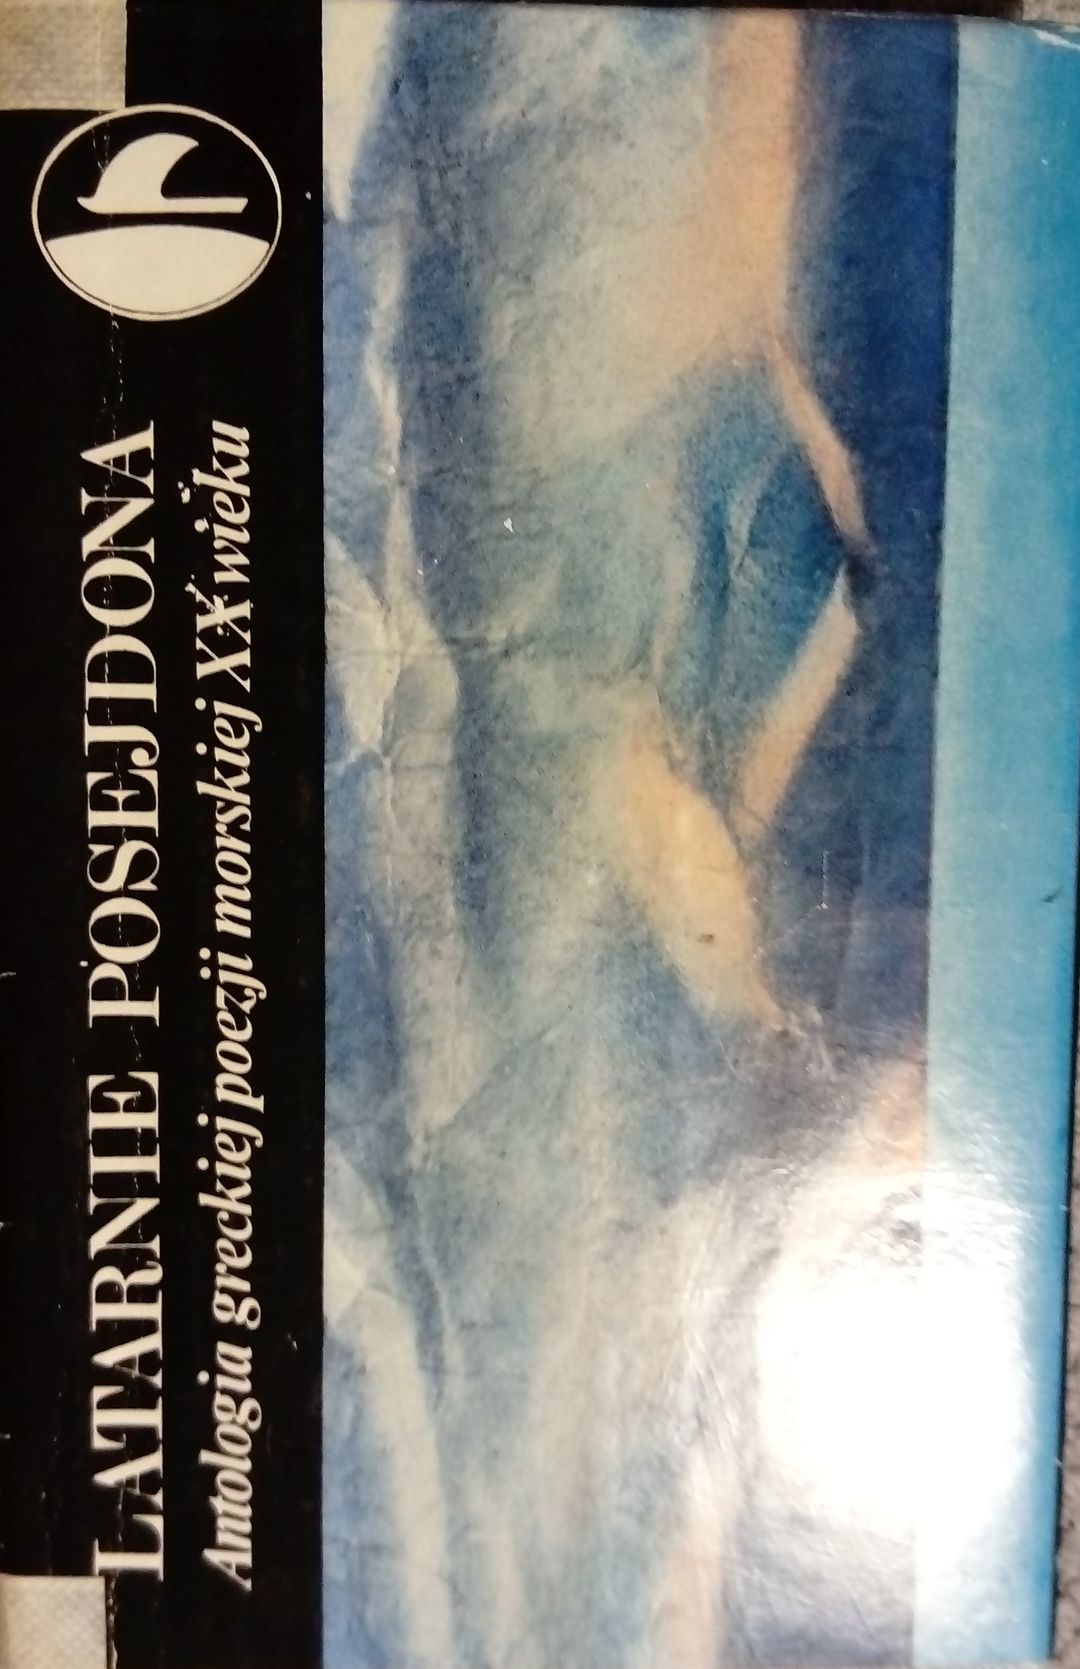 LATARNIE POSEJDONA
Antologia greckiej poezji morskiej XX wieku